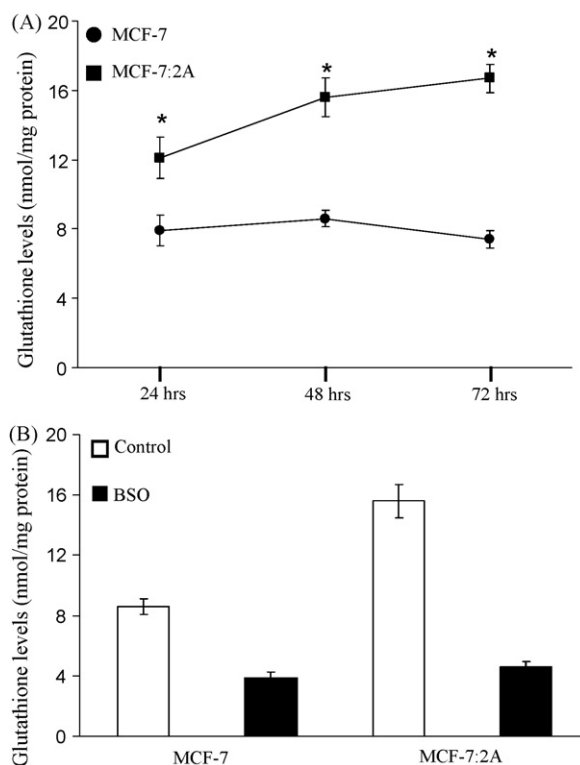 (A)
20
MCF-7
MCF-7:2A
16
12
8
4
0
Glutathione levels (nmol/mg protein)
*
*
*
24 hrs
48 hrs
72 hrs
(B)
20
Control
BSO
16
12
8
4
0
Glutathione levels (nmol/mg protein)
MCF-7
MCF-7:2A